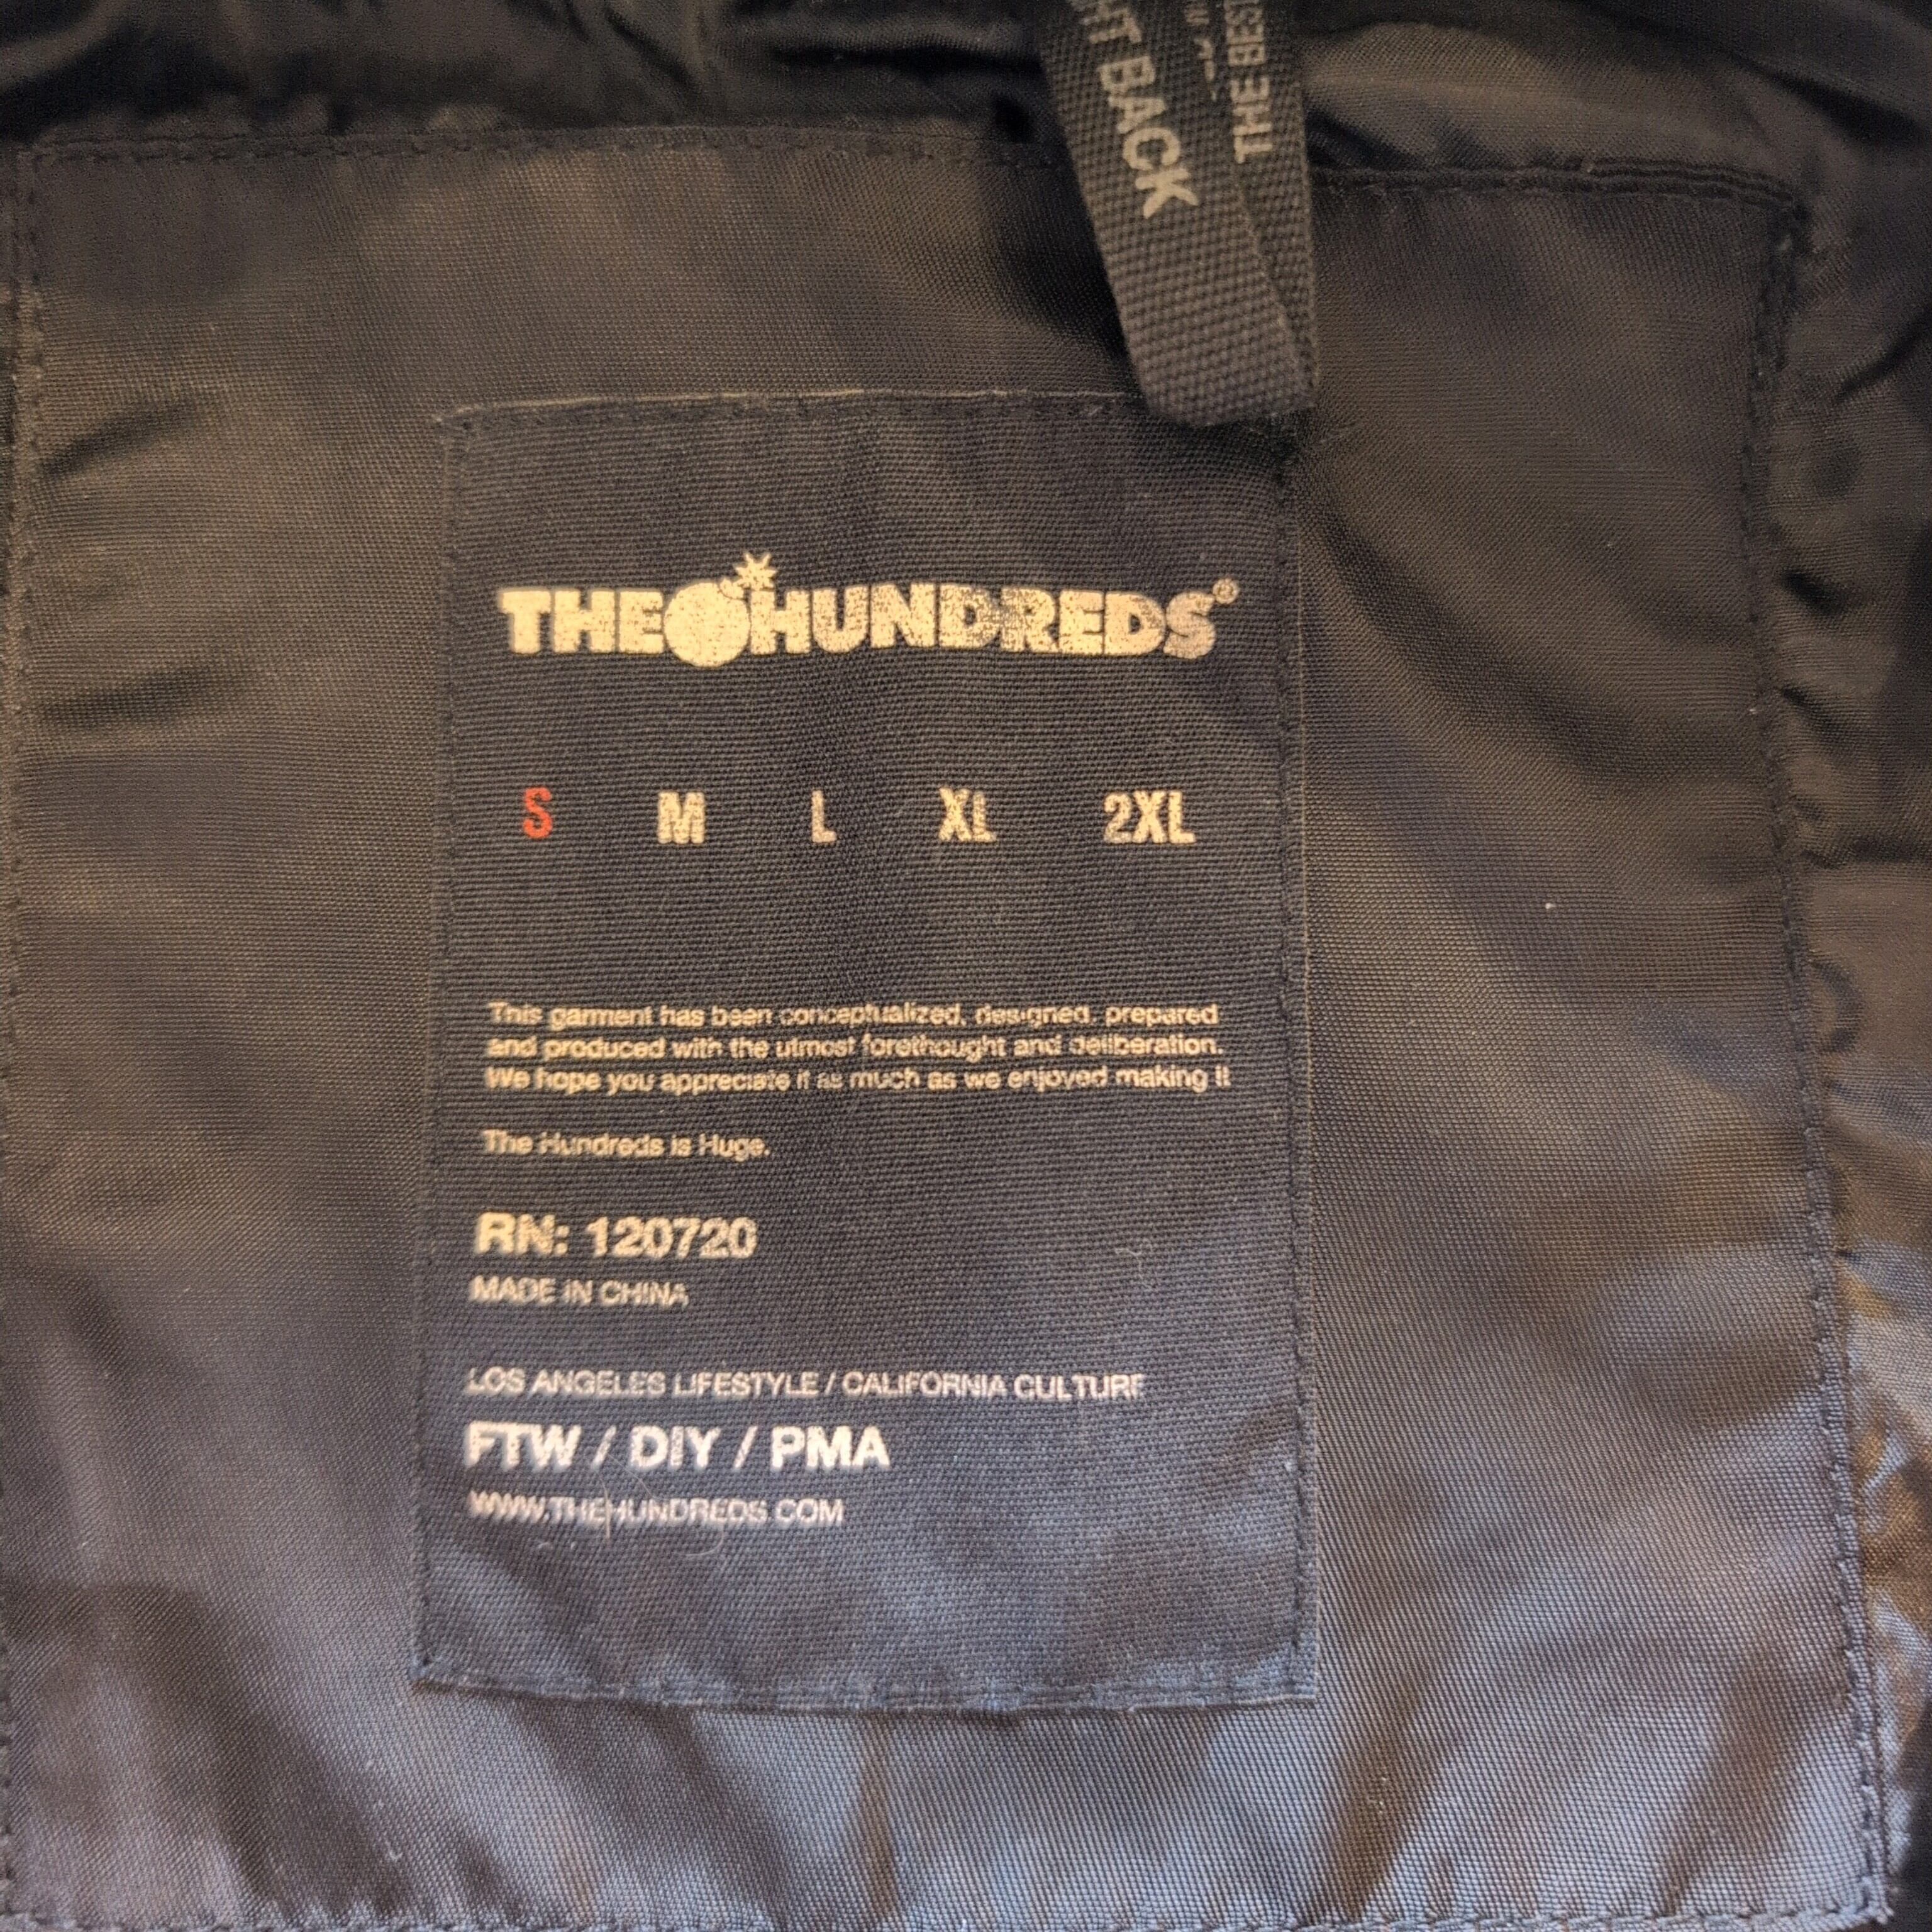 HT BACK
THE BEST
THE HUNDREDS®
S M L XL 2XL
This garment has been conceptualized, designed, prepared
and produced with the utmost forethought and deliberation.
We hope you appreciate it as much as we enjoyed making it
The Hundreds is Huge.
RN: 120720
MADE IN CHINA
LOS ANGELES LIFESTYLE / CALIFORNIA CULTURE
FTW / DIY / PMA
WWW.THEHUNDREDS.COM